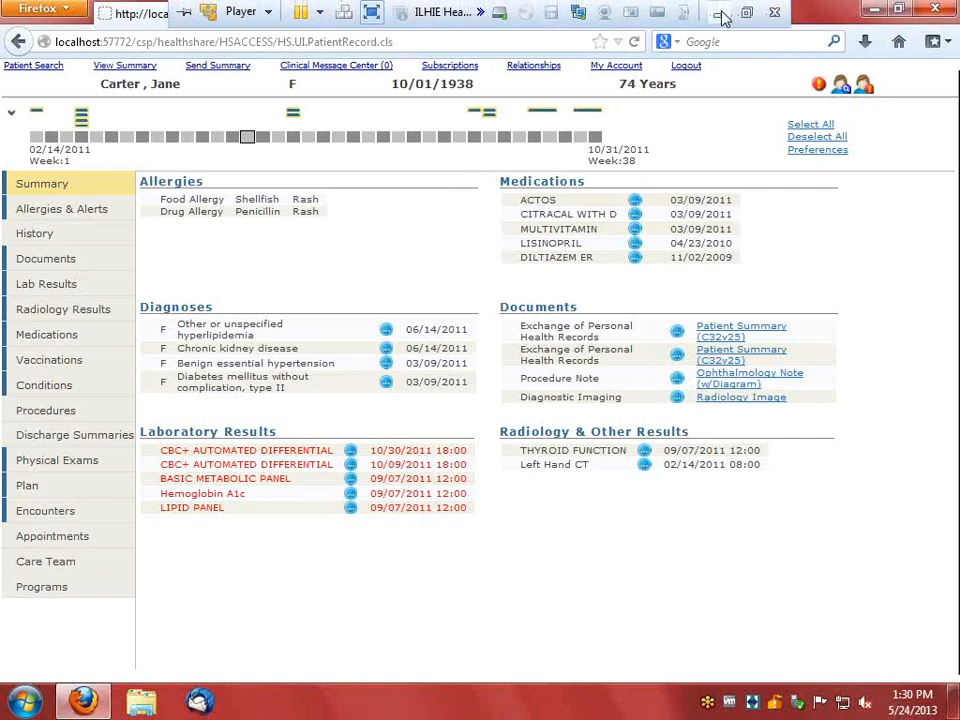 Firefox
http://loca
Player
ILHIE Hea...
localhost:57772/csp/healthshare/HSACCESS/HS.UI.PatientRecord.cls
Google
Patient Search View Summary Send Summary Clinical Message Center (0) Subscriptions Relationships My Account Logout
Carter , Jane F 10/01/1938 74 Years
02/14/2011
Week:1
10/31/2011
Week:38
Select All
Deselect All
Preferences
Summary
Allergies & Alerts
History
Documents
Lab Results
Radiology Results
Medications
Vaccinations
Conditions
Procedures
Discharge Summaries
Physical Exams
Plan
Encounters
Appointments
Care Team
Programs
Allergies
Food Allergy Shellfish Rash
Drug Allergy Penicillin Rash
Medications
ACTOS 03/09/2011
CITRACAL WITH D 03/09/2011
MULTIVITAMIN 03/09/2011
LISINOPRIL 04/23/2010
DILTIAZEM ER 11/02/2009
Diagnoses
F Other or unspecified
hyperlipidemia 06/14/2011
F Chronic kidney disease 06/14/2011
F Benign essential hypertension 03/09/2011
F Diabetes mellitus without
complication, type II 03/09/2011
Documents
Exchange of Personal
Health Records
Patient Summary
(C32v25)
Exchange of Personal
Health Records
Patient Summary
(C32v25)
Procedure Note
Ophthalmology Note
(w/Diagram)
Diagnostic Imaging Radiology Image
Laboratory Results
CBC+ AUTOMATED DIFFERENTIAL 10/30/2011 18:00
CBC+ AUTOMATED DIFFERENTIAL 10/09/2011 18:00
BASIC METABOLIC PANEL 09/07/2011 12:00
Hemoglobin A1c 09/07/2011 12:00
LIPID PANEL 09/07/2011 12:00
Radiology & Other Results
THYROID FUNCTION 09/07/2011 12:00
Left Hand CT 02/14/2011 08:00
1:30 PM
5/24/2013